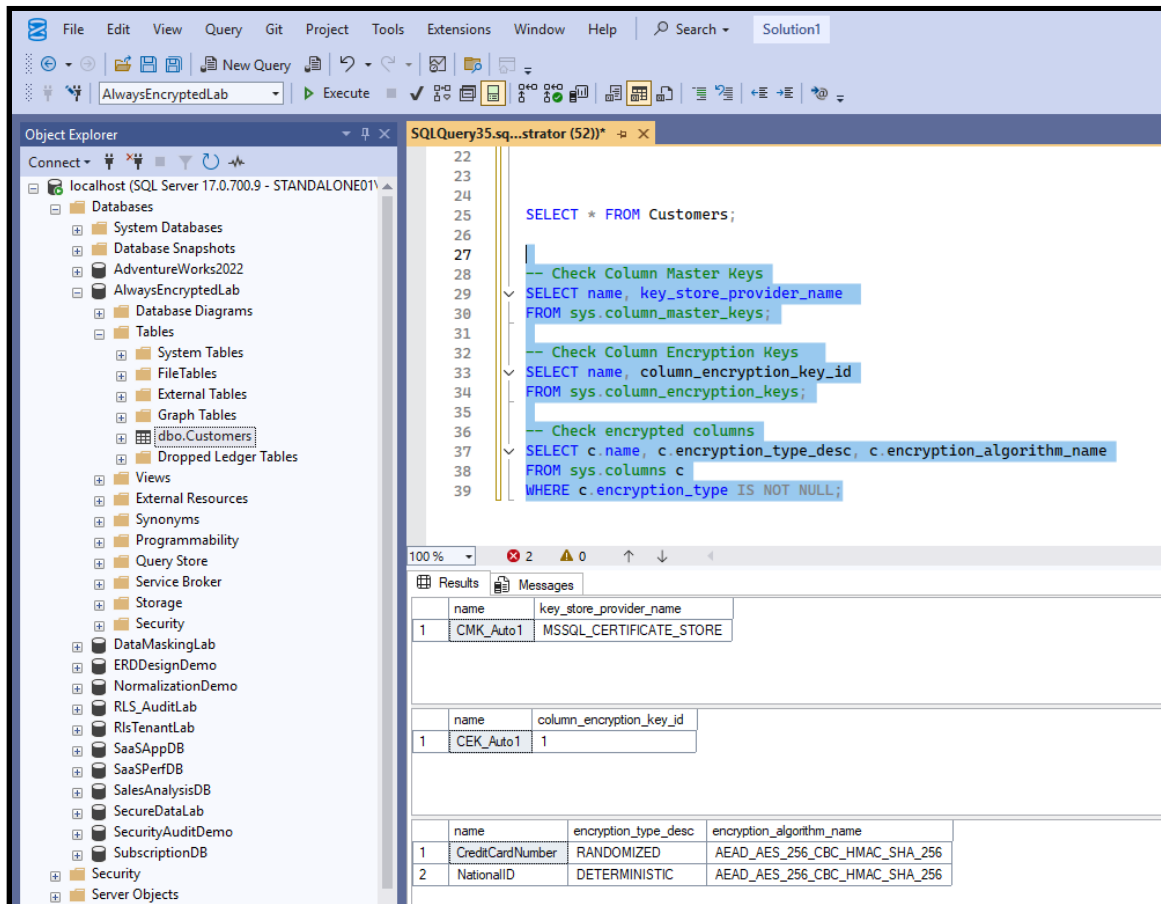 File Edit View Query Git Project Tools Extensions Window Help Search Solution1
New Query
AlwaysEncryptedLab Execute
Object Explorer
Connect
localhost (SQL Server 17.0.700.9 - STANDALONE01\
Databases
System Databases
Database Snapshots
AdventureWorks2022
AlwaysEncryptedLab
Database Diagrams
Tables
System Tables
FileTables
External Tables
Graph Tables
dbo.Customers
Dropped Ledger Tables
Views
External Resources
Synonyms
Programmability
Query Store
Service Broker
Storage
Security
DataMaskingLab
ERDDesignDemo
NormalizationDemo
RLS_AuditLab
RlsTenantLab
SaaSAppDB
SaaSPerfDB
SalesAnalysisDB
SecureDataLab
SecurityAuditDemo
SubscriptionDB
Security
Server Objects
SQLQuery35.sq...strator (52))*
22
23
24
25 SELECT * FROM Customers;
26
27
28 -- Check Column Master Keys
29 SELECT name, key_store_provider_name
30 FROM sys.column_master_keys;
31
32 -- Check Column Encryption Keys
33 SELECT name, column_encryption_key_id
34 FROM sys.column_encryption_keys;
35
36 -- Check encrypted columns
37 SELECT c.name, c.encryption_type_desc, c.encryption_algorithm_name
38 FROM sys.columns c
39 WHERE c.encryption_type IS NOT NULL;
100 % 2 0
Results Messages
name key_store_provider_name
1 CMK_Auto1 MSSQL_CERTIFICATE_STORE
name column_encryption_key_id
1 CEK_Auto1 1
name encryption_type_desc encryption_algorithm_name
1 CreditCardNumber RANDOMIZED AEAD_AES_256_CBC_HMAC_SHA_256
2 NationalID DETERMINISTIC AEAD_AES_256_CBC_HMAC_SHA_256